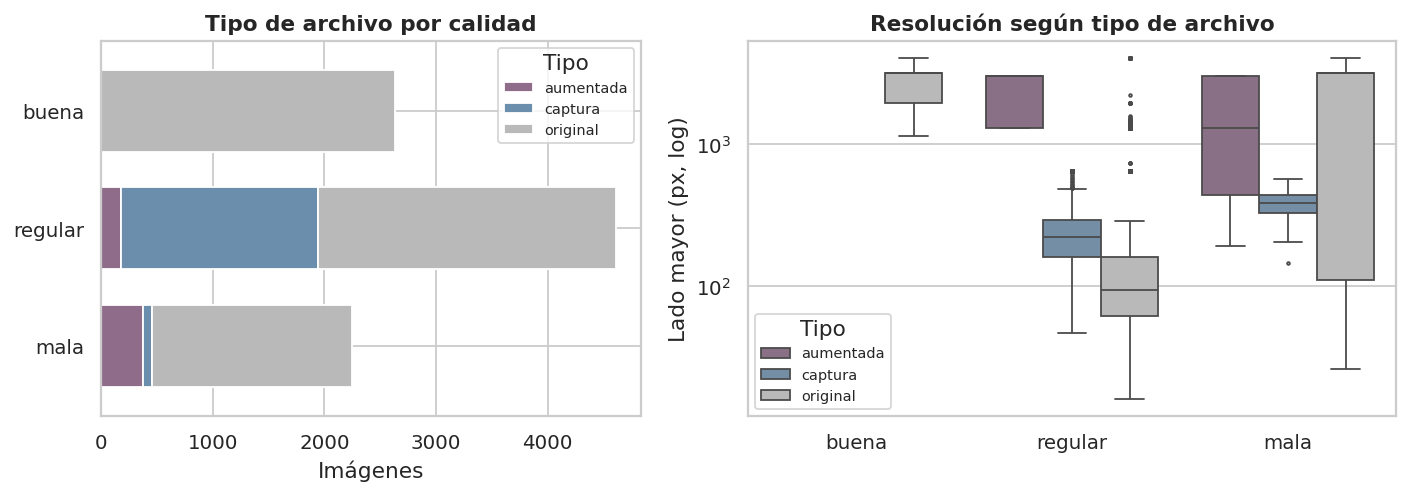 Tipo de archivo por calidad
Tipo
aumentada
captura
original
buena
regular
mala
0 1000 2000 3000 4000
Imágenes
Resolución según tipo de archivo
Lado mayor (px, log)
10³
10²
Tipo
aumentada
captura
original
buena regular mala